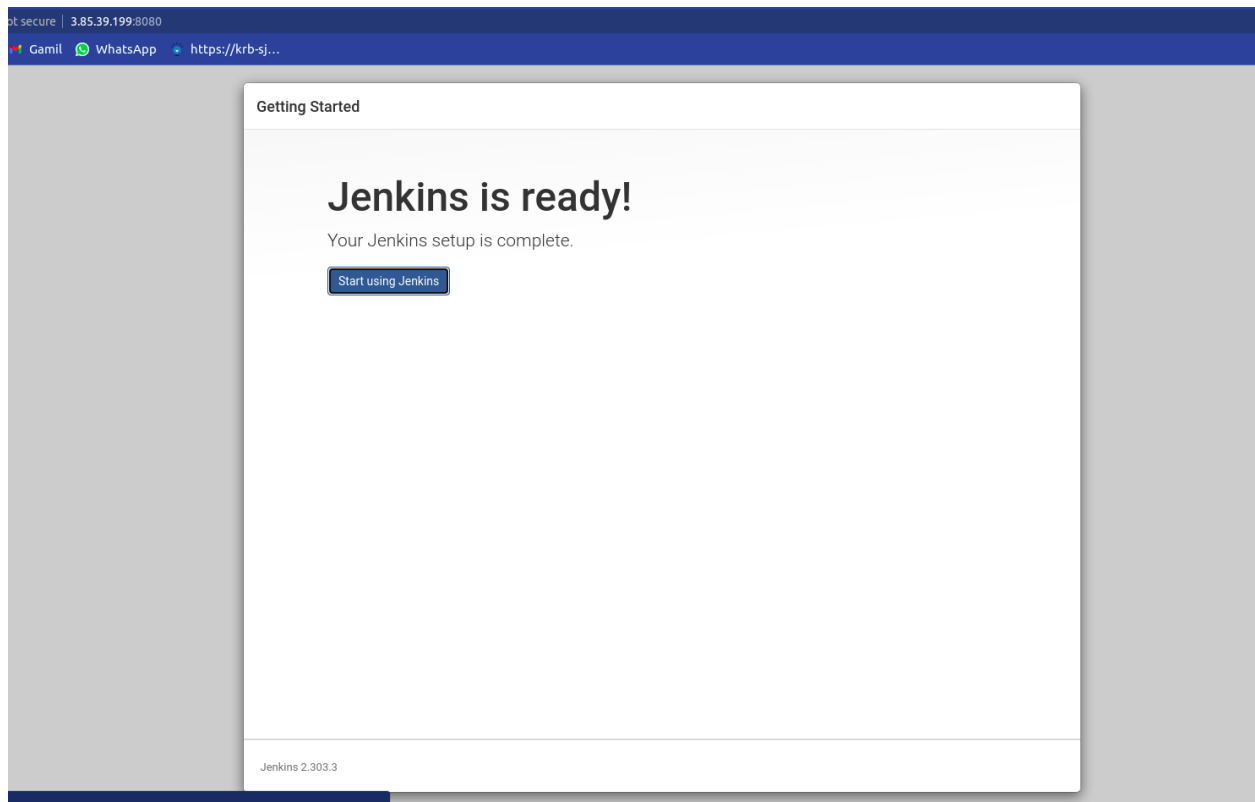 ot secure | 3.85.39.199:8080
Gamil WhatsApp https://krb-sj...
Getting Started
Jenkins is ready!
Your Jenkins setup is complete.
Start using Jenkins
Jenkins 2.303.3